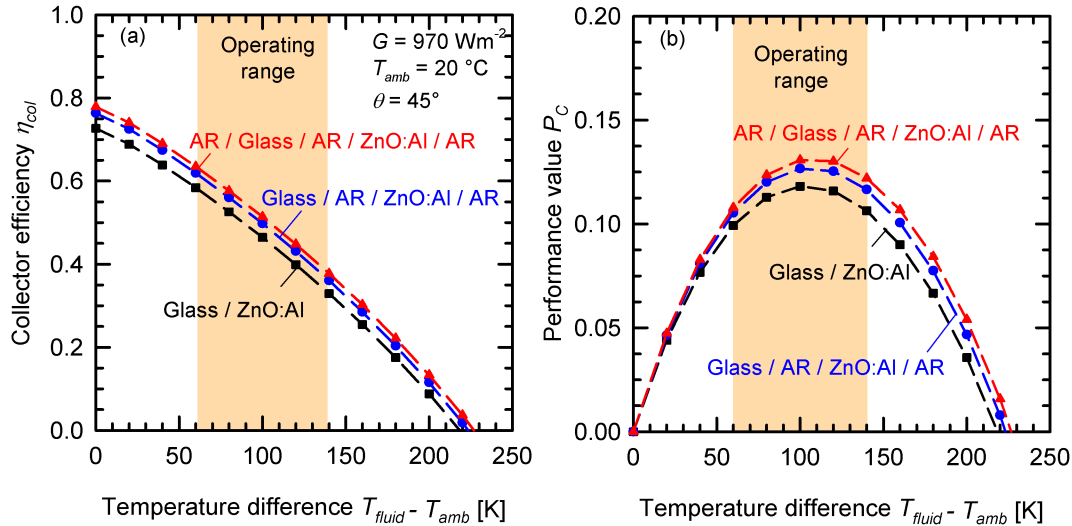 (a)
Operating
range
G = 970 Wm-2
Tamb = 20 °C
θ = 45°
AR / Glass / AR / ZnO:Al / AR
Glass / AR / ZnO:Al / AR
Glass / ZnO:Al
Collector efficiency ηcol
1.0
0.8
0.6
0.4
0.2
0.0
0 50 100 150 200 250
Temperature difference Tfluid - Tamb [K]
(b)
Operating
range
AR / Glass / AR / ZnO:Al / AR
Glass / ZnO:Al
Glass / AR / ZnO:Al / AR
Performance value PC
0.20
0.15
0.10
0.05
0.00
0 50 100 150 200 250
Temperature difference Tfluid - Tamb [K]